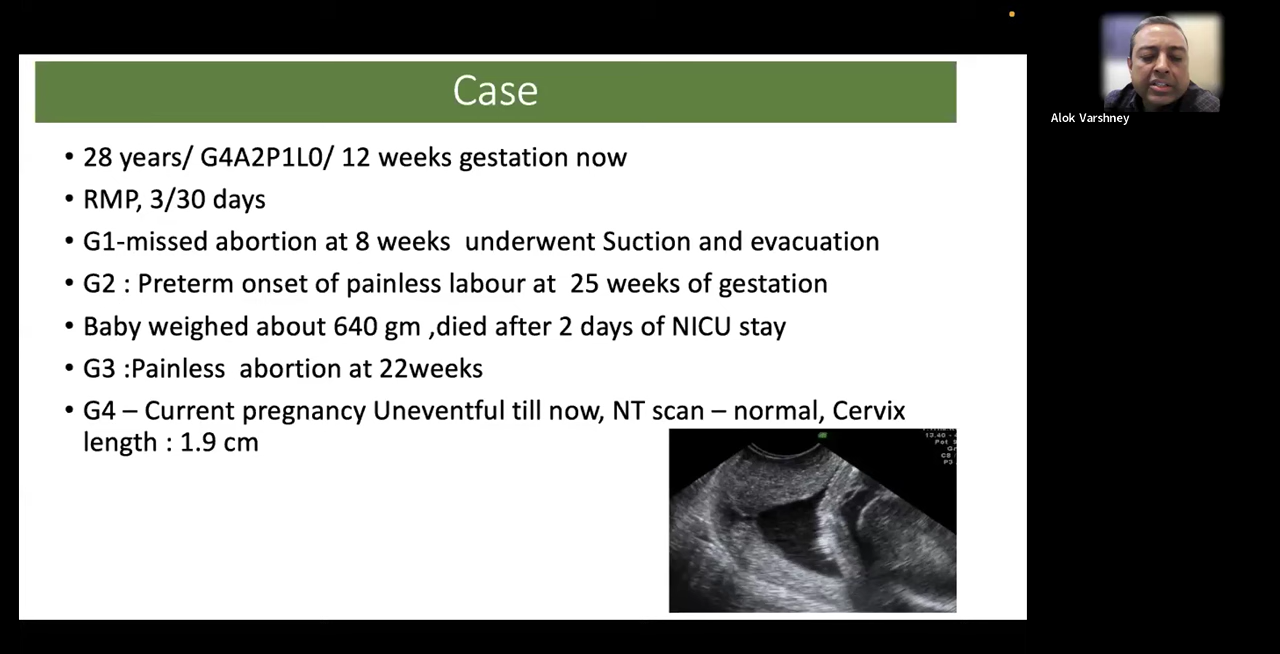 Case
• 28 years/ G4A2P1L0/ 12 weeks gestation now
• RMP, 3/30 days
• G1-missed abortion at 8 weeks underwent Suction and evacuation
• G2 : Preterm onset of painless labour at 25 weeks of gestation
• Baby weighed about 640 gm ,died after 2 days of NICU stay
• G3 :Painless abortion at 22weeks
• G4 – Current pregnancy Uneventful till now, NT scan – normal, Cervix
length : 1.9 cm
Alok Varshney